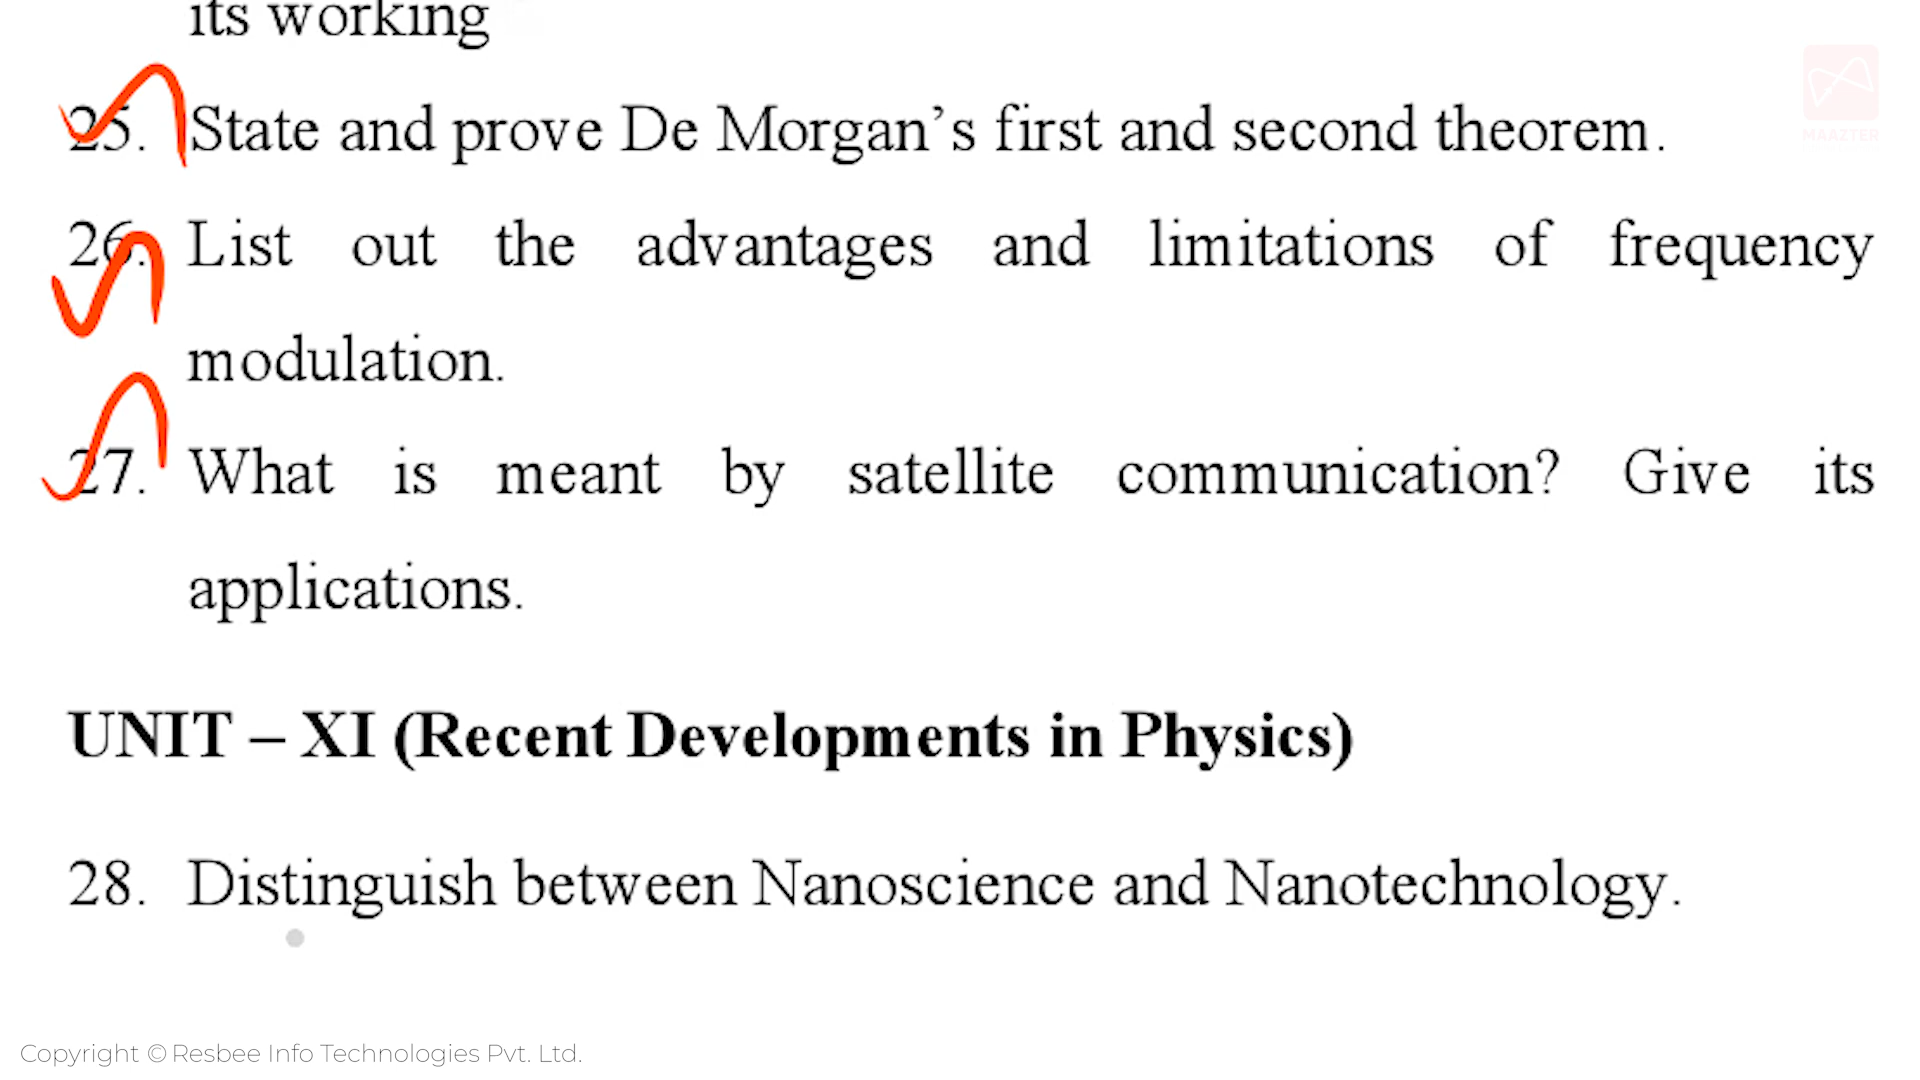 its working
25. State and prove De Morgan’s first and second theorem.
26. List out the advantages and limitations of frequency
modulation.
27. What is meant by satellite communication? Give its
applications.
UNIT – XI (Recent Developments in Physics)
28. Distinguish between Nanoscience and Nanotechnology.
MAAZTER
Copyright © Resbee Info Technologies Pvt. Ltd.